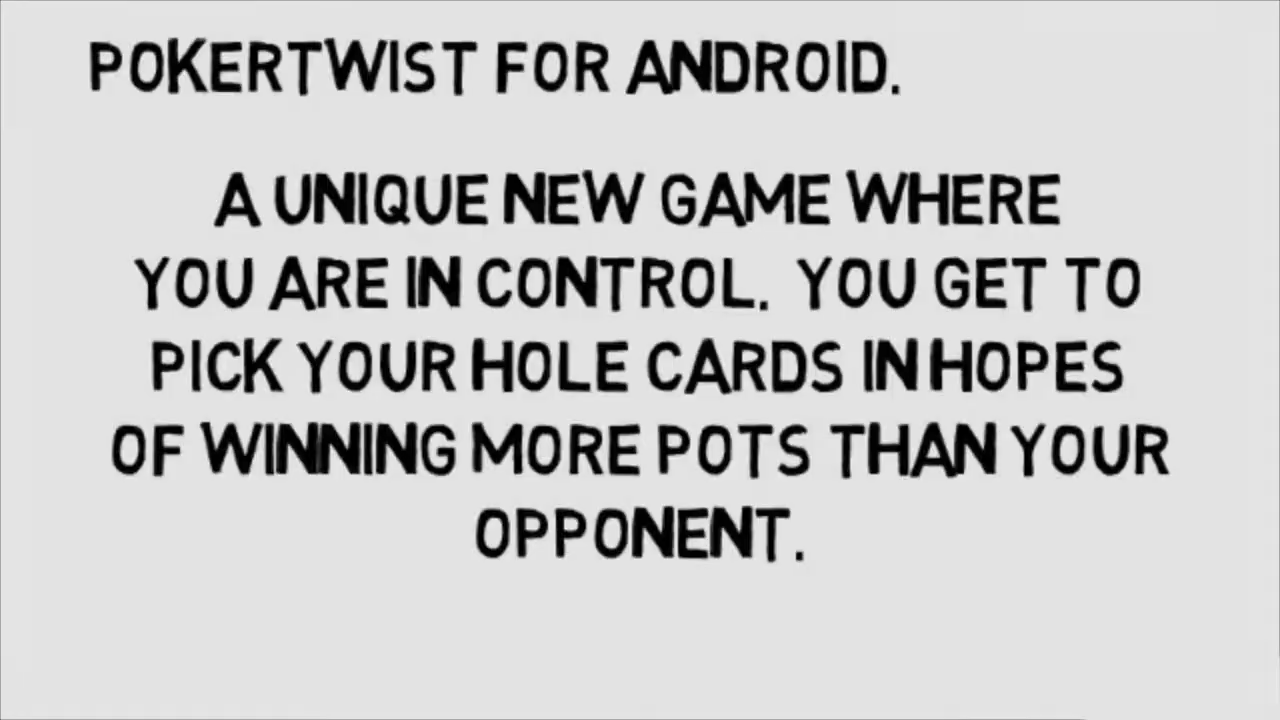 POKERTWIST FOR ANDROID.
A UNIQUE NEW GAME WHERE
YOU ARE IN CONTROL. YOU GET TO
PICK YOUR HOLE CARDS IN HOPES
OF WINNING MORE POTS THAN YOUR
OPPONENT.